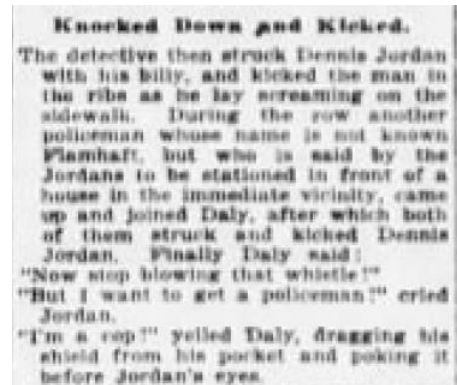 Knocked Down and Kicked.
The detective then struck Dennis Jordan
with his billy, and kicked the man in
the ribs as he lay screaming on the
sidewalk. During the row another
policeman whose name is not known
Flamhaft, but who is said by the
Jordans to be stationed in front of a
house in the immediate vicinity, came
up and joined Daly, after which both
of them struck and kicked Dennis
Jordan. Finally Daly said:
"Now stop blowing that whistle!"
"But I want to get a policeman!" cried
Jordan.
"I'm a cop!" yelled Daly, dragging his
shield from his pocket and poking it
before Jordan's eyes.